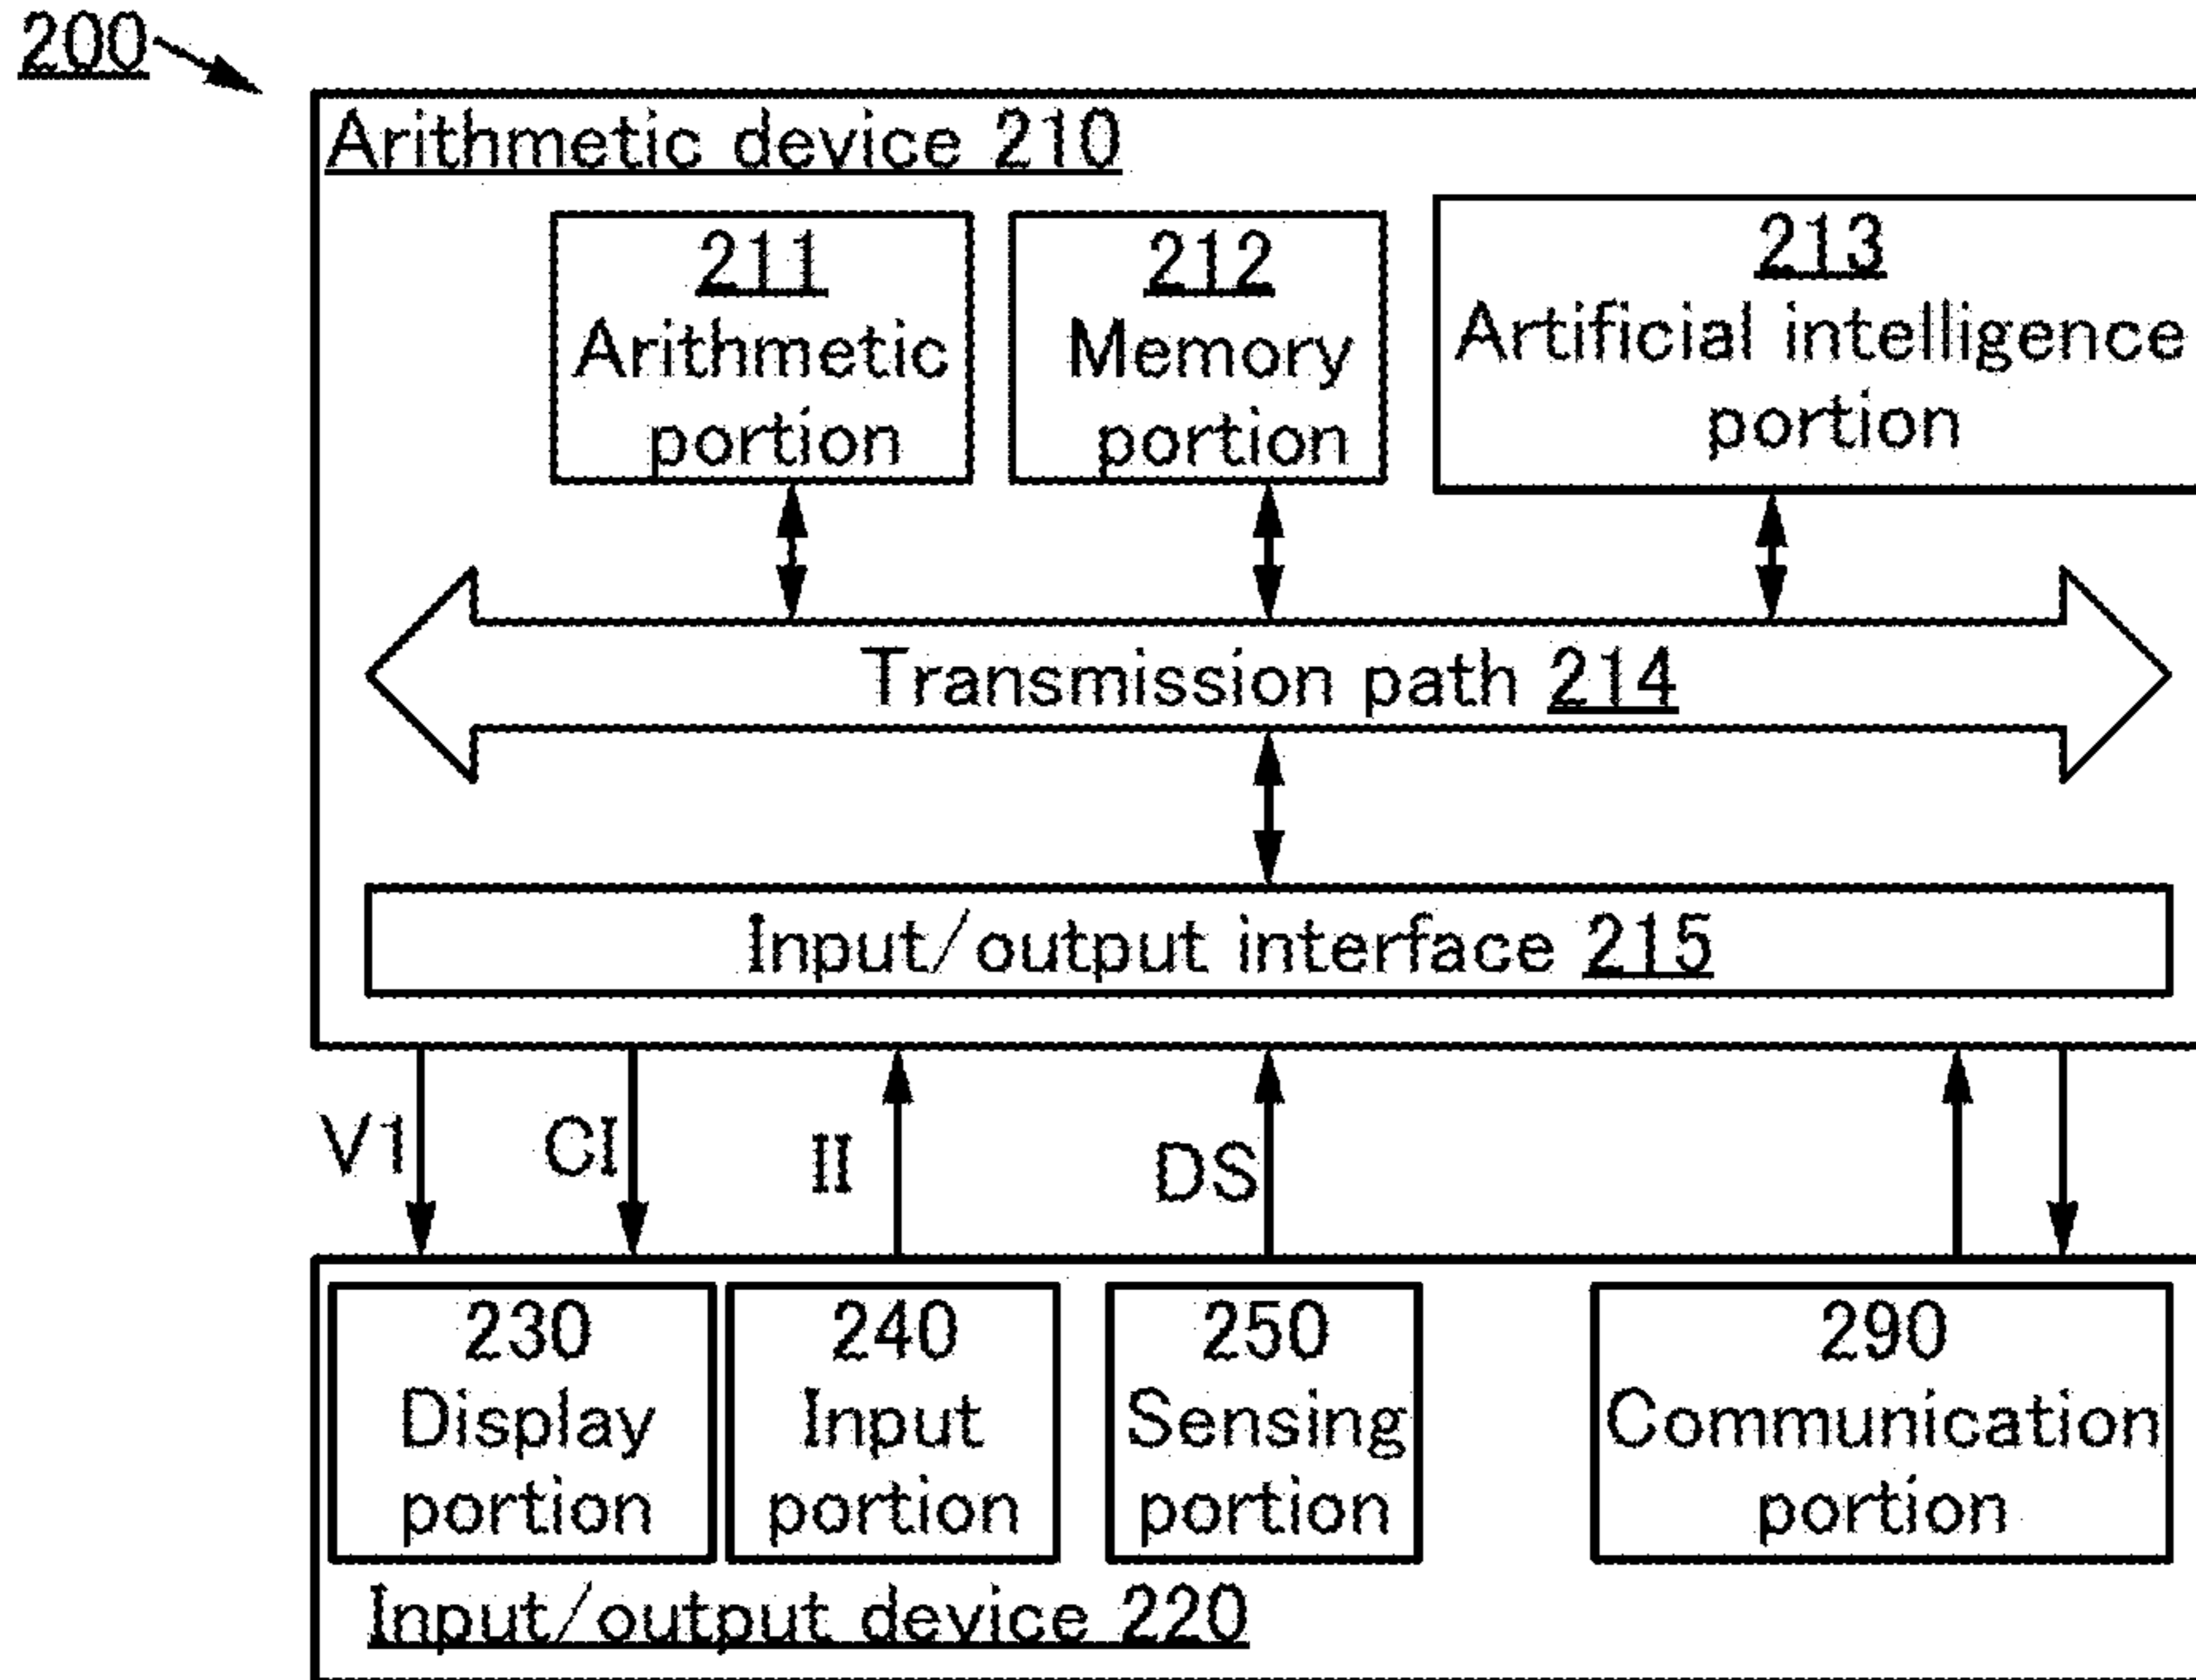 200
Arithmetic device 210
211
Arithmetic
portion
212
Memory
portion
213
Artificial intelligence
portion
Transmission path 214
Input/output interface 215
V1
CI
II
DS
230
Display
portion
240
Input
portion
250
Sensing
portion
290
Communication
portion
Input/output device 220